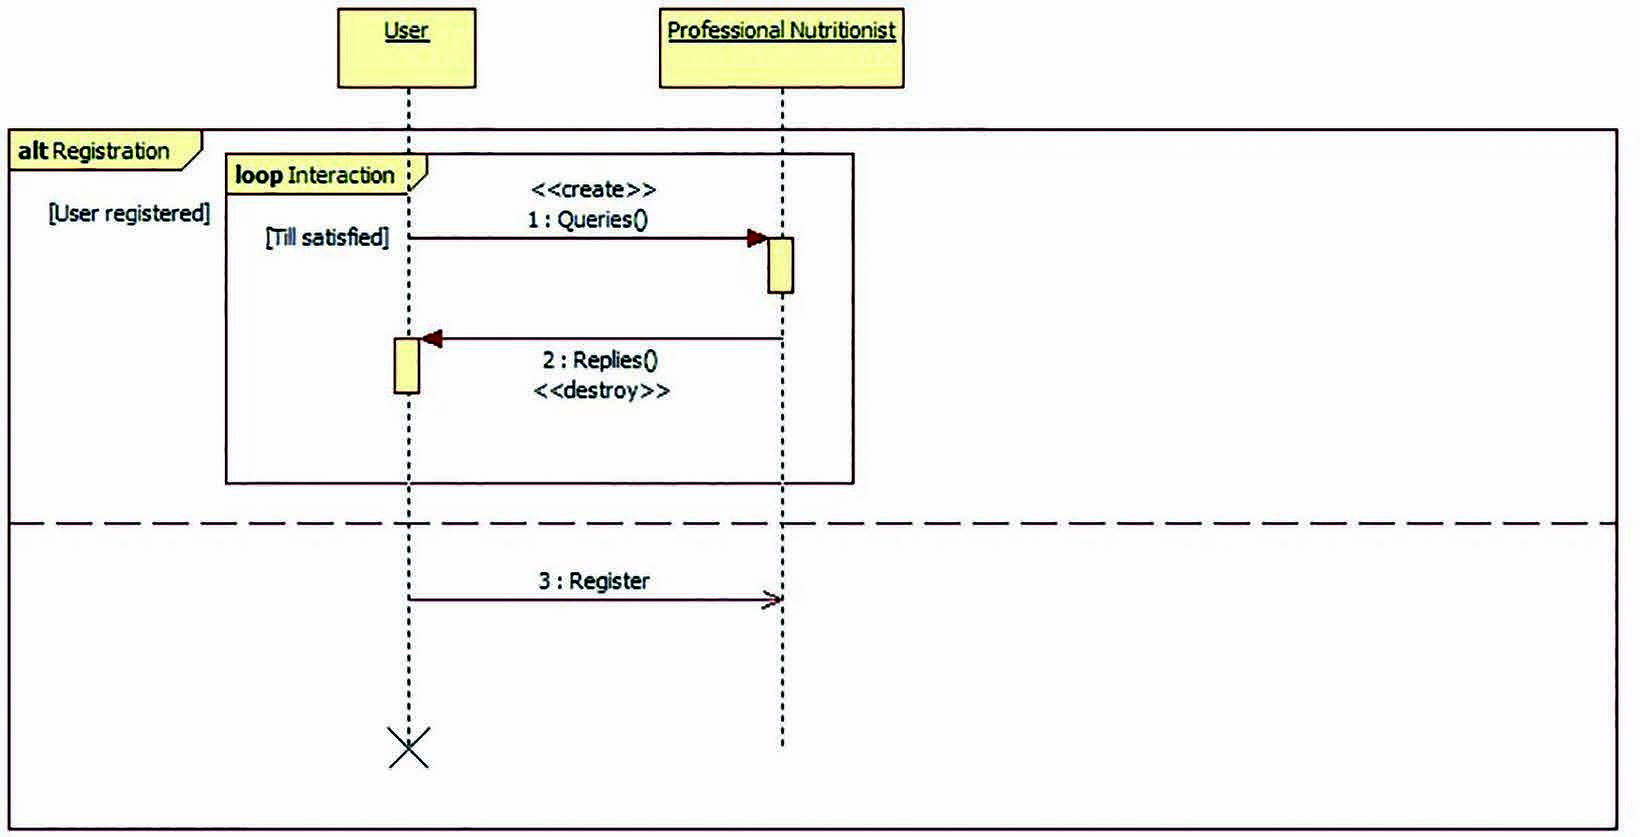 User
Professional Nutritionist
alt Registration
loop Interaction
<<create>>
[User registered]
1 : Queries()
[Till satisfied]
2 : Replies()
<<destroy>>
3 : Register